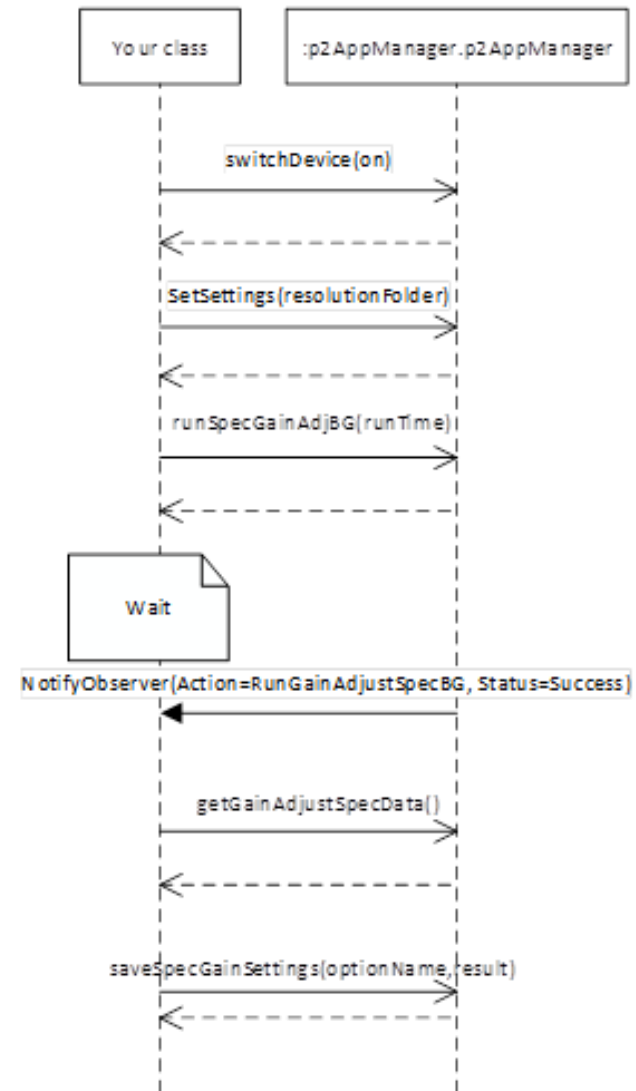 Your class
:p2AppManager.p2AppManager
switchDevice(on)
SetSettings(resolutionFolder)
runSpecGainAdjBG(runTime)
Wait
NotifyObserver(Action=RunGainAdjustSpecBG, Status=Success)
getGainAdjustSpecData()
saveSpecGainSettings(optionName,result)